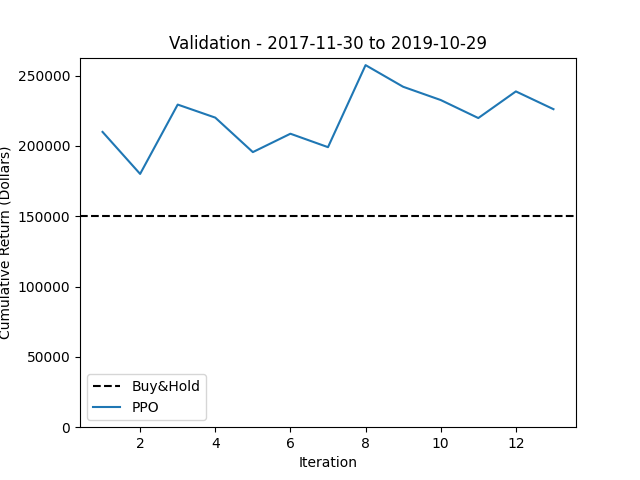 Validation - 2017-11-30 to 2019-10-29
Cumulative Return (Dollars)
250000
200000
150000
100000
50000
0
Buy&Hold
PPO
2 4 6 8 10 12
Iteration